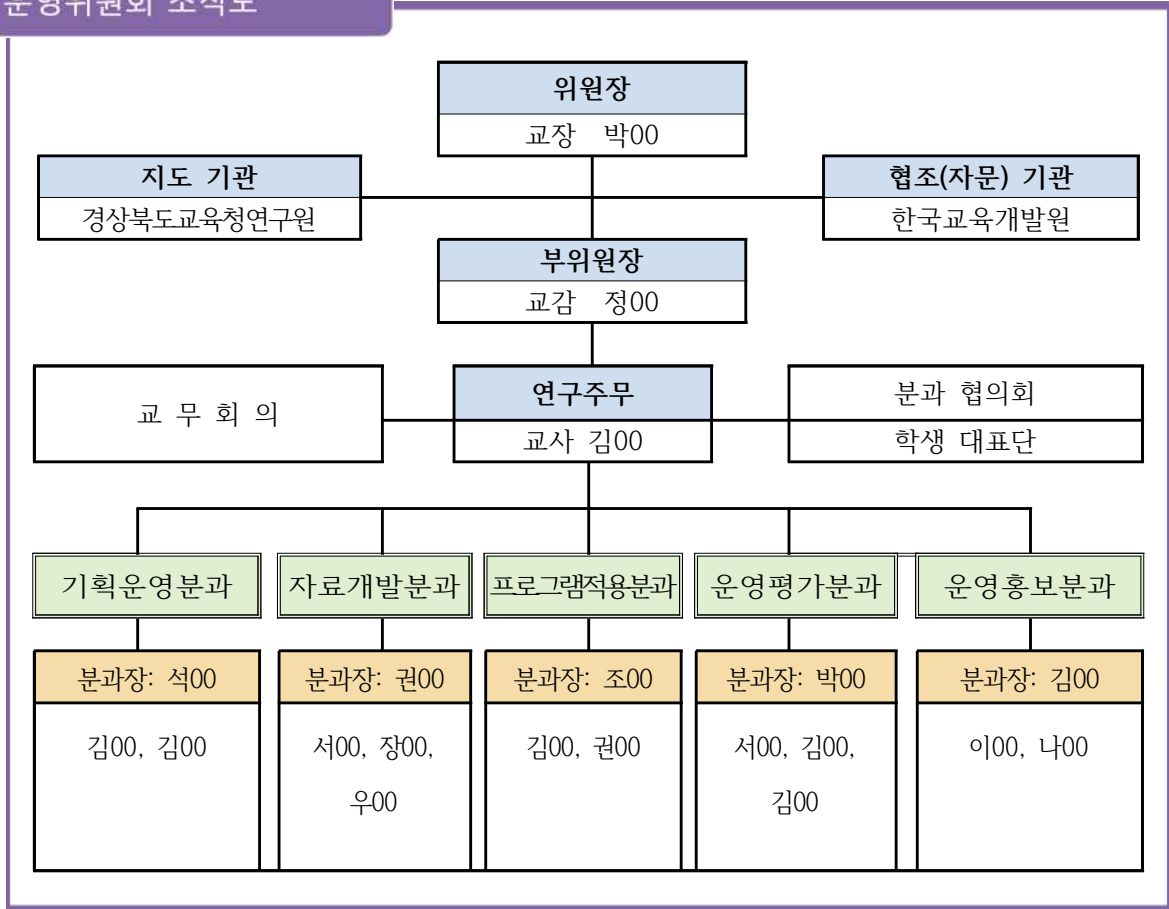 운영위원회 조직도
위원장
교장 박00
지도 기관
경상북도교육청연구원
협조(자문) 기관
한국교육개발원
부위원장
교감 정00
교 무 회 의
연구주무
교사 김00
분과 협의회
학생 대표단
기획운영분과
자료개발분과
프로그램적용분과
운영평가분과
운영홍보분과
분과장: 석00
분과장: 권00
분과장: 조00
분과장: 박00
분과장: 김00
김00, 김00
서00, 장00,
우00
김00, 권00
서00, 김00,
김00
이00, 나00